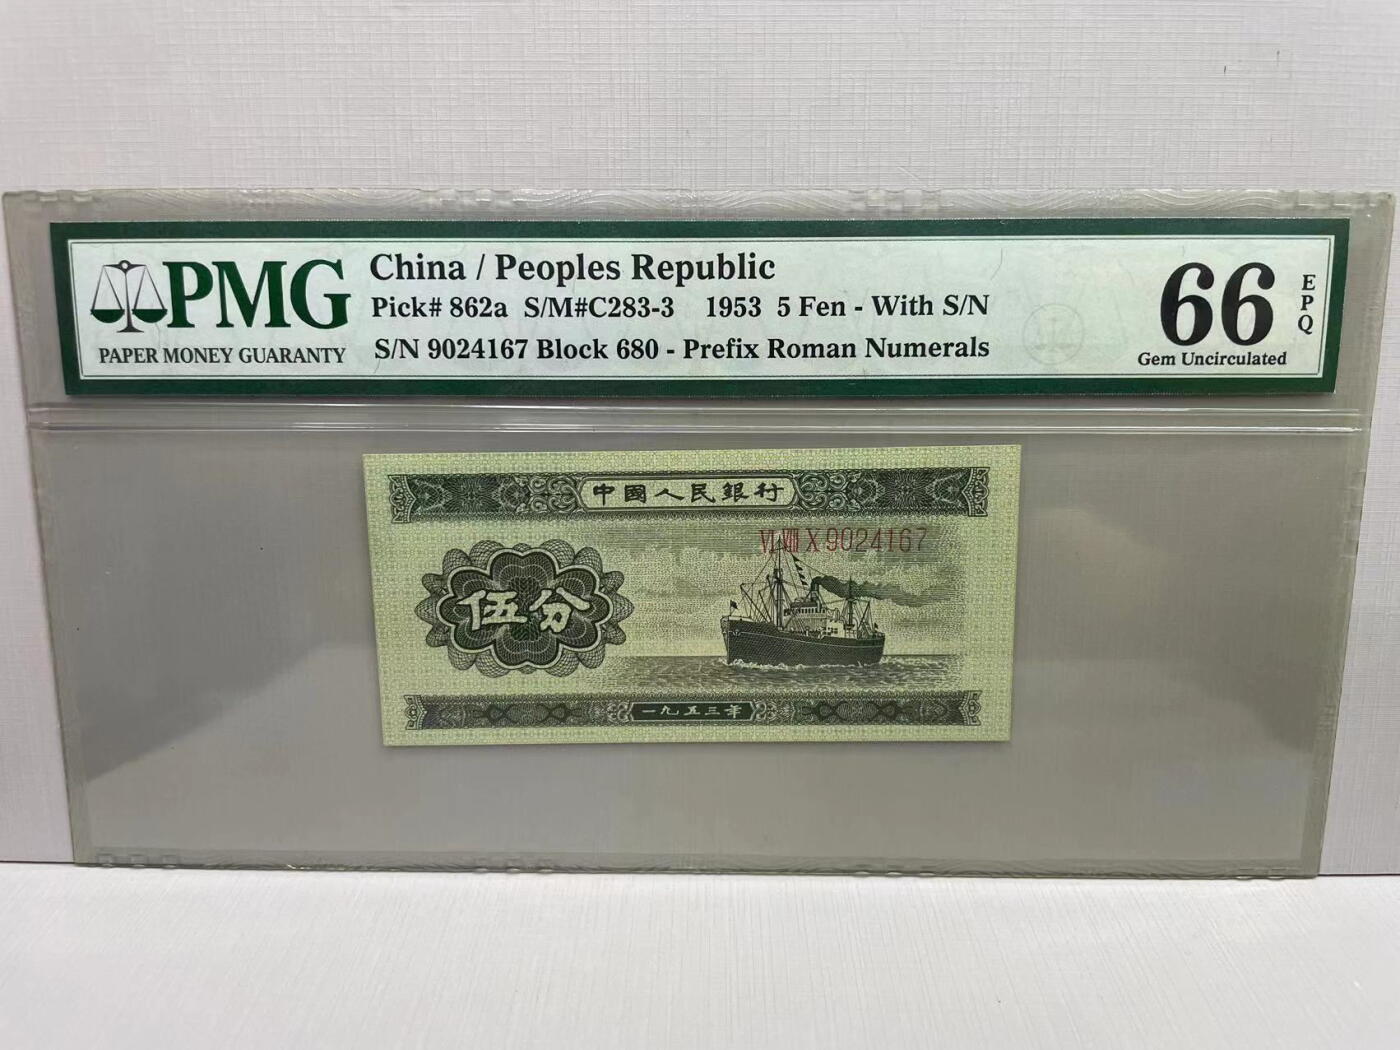 PMG
PAPER MONEY GUARANTY
China / Peoples Republic
Pick# 862a S/M#C283-3 1953 5 Fen - With S/N
S/N 9024167 Block 680 - Prefix Roman Numerals
66
EPQ
Gem Uncirculated
中國人民銀行
VI VIII X 9024167
伍分
一九五三年